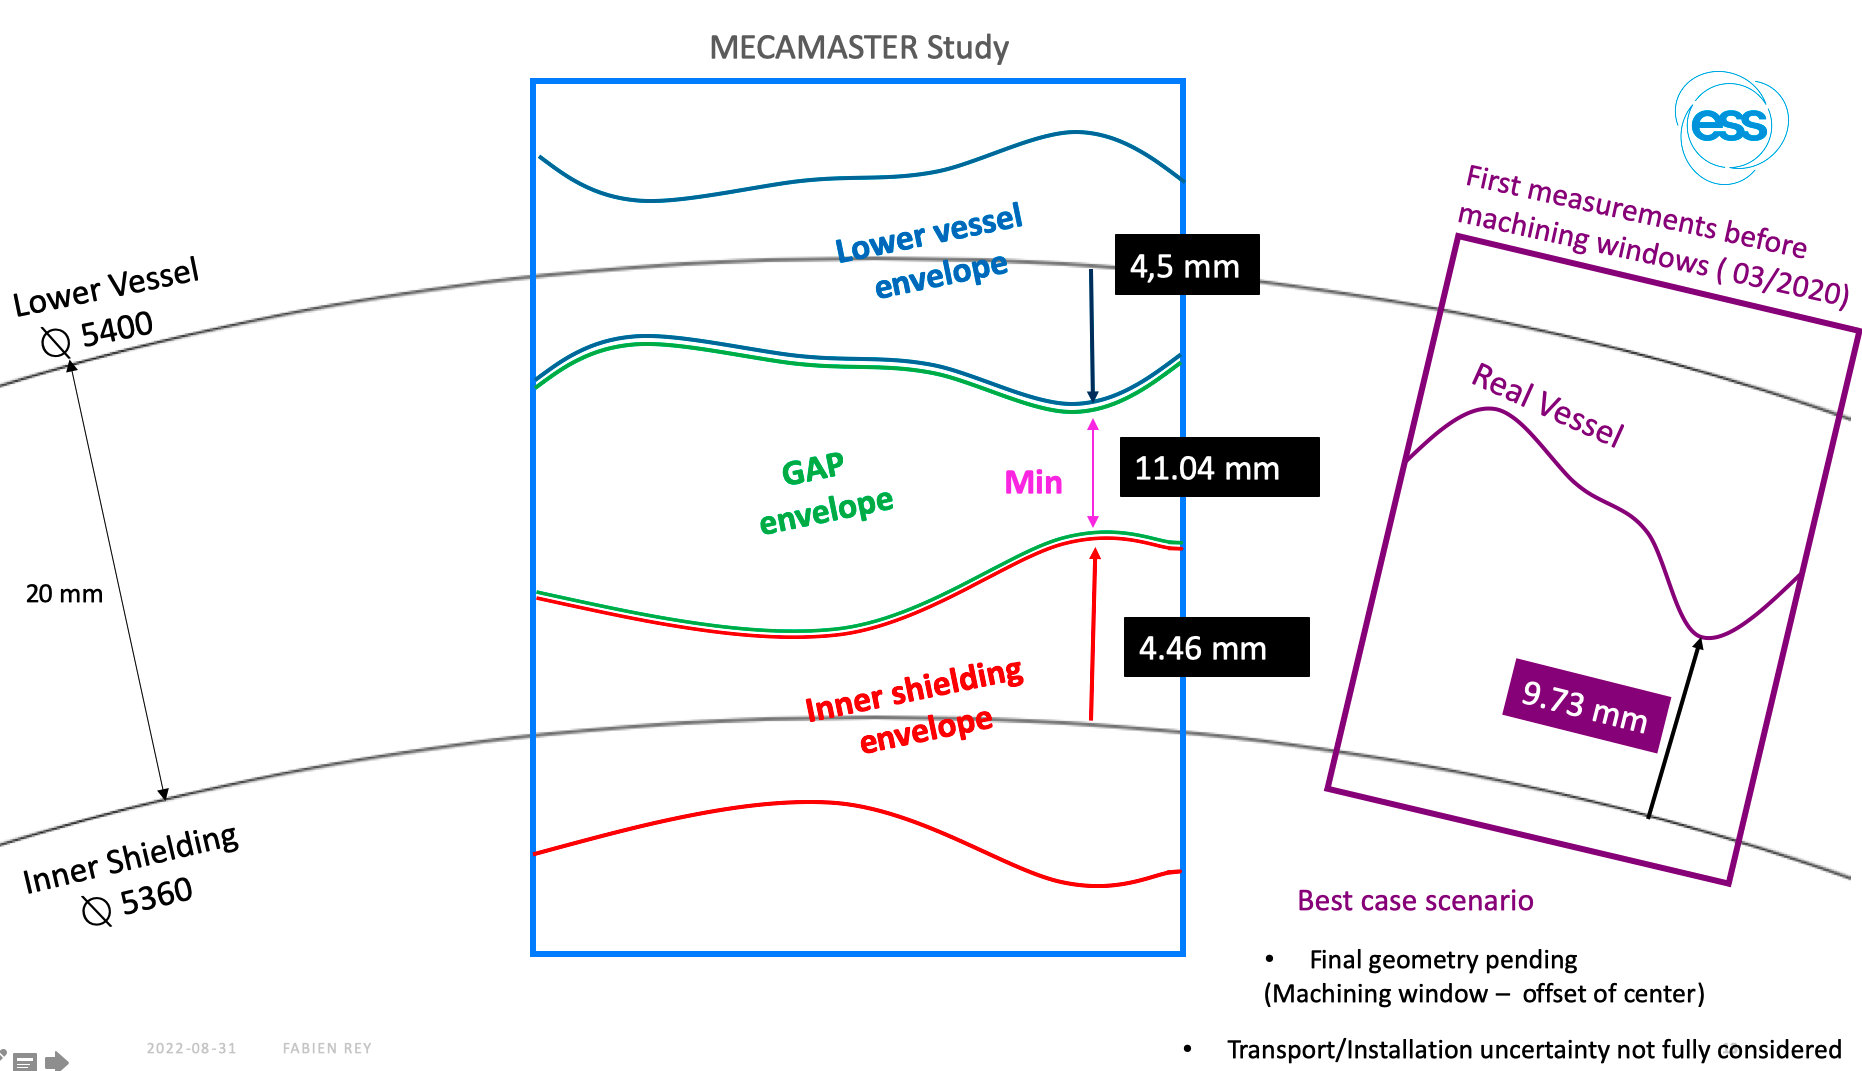 MECAMASTER Study
ess
First measurements before
machining windows ( 03/2020)
Lower vessel
envelope
4,5 mm
Lower Vessel
∅ 5400
Real Vessel
GAP
envelope
Min
11.04 mm
20 mm
4.46 mm
Inner shielding
envelope
9.73 mm
Inner Shielding
∅ 5360
Best case scenario
• Final geometry pending
(Machining window – offset of center)
• Transport/Installation uncertainty not fully considered
2022-08-31 FABIEN REY